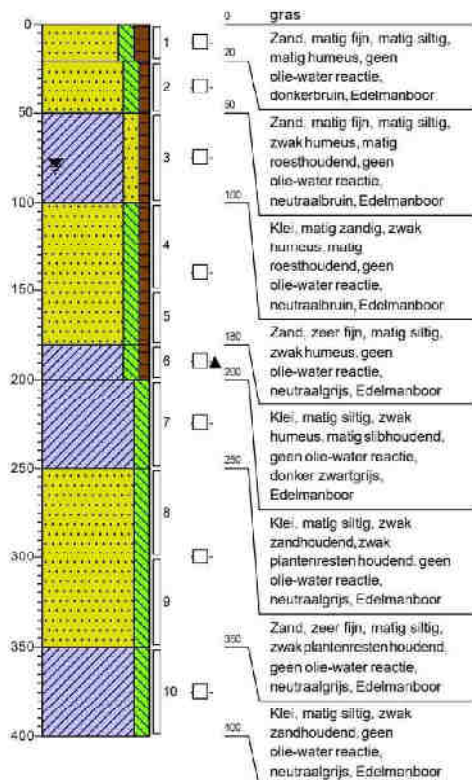 0
50
100
150
200
250
300
350
400
1
2
3
4
5
6
7
8
9
10
0
gras
Zand, matig fijn, matig siltig,
matig humeus, geen
olie-water reactie,
donkerbruin, Edelmanboor
20
Zand, matig fijn, matig siltig,
zwak humeus, matig
roesthoudend, geen
olie-water reactie,
neutraalbruin, Edelmanboor
50
Klei, matig zandig, zwak
humeus, matig
roesthoudend, geen
olie-water reactie,
neutraalbruin, Edelmanboor
100
Zand, zeer fijn, matig siltig,
zwak humeus, geen
olie-water reactie,
neutraalgrijs, Edelmanboor
180
Klei, matig siltig, zwak
humeus, matig slibhoudend,
geen olie-water reactie,
donker zwartgrijs,
Edelmanboor
200
Klei, matig siltig, zwak
zandhoudend, zwak
plantenresten houdend, geen
olie-water reactie,
neutraalgrijs, Edelmanboor
250
Zand, zeer fijn, matig siltig,
zwak plantenresten houdend,
geen olie-water reactie,
neutraalgrijs, Edelmanboor
350
Klei, matig siltig, zwak
zandhoudend, geen
olie-water reactie,
neutraalgrijs, Edelmanboor
400